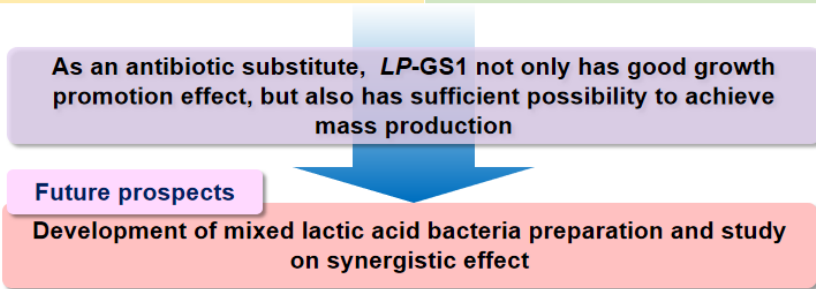 As an antibiotic substitute, LP-GS1 not only has good growth
promotion effect, but also has sufficient possibility to achieve
mass production
Future prospects
Development of mixed lactic acid bacteria preparation and study
on synergistic effect